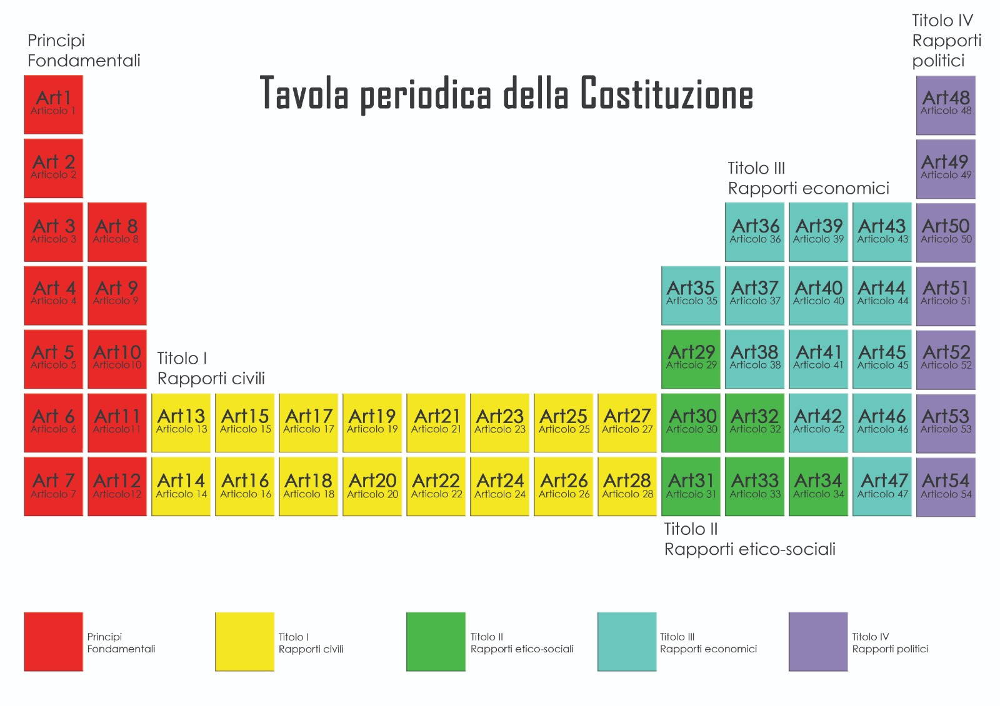 Titolo IV
Rapporti
politici
Principi
Fondamentali
Tavola periodica della Costituzione
Art1
Articolo 1
Art48
Articolo 48
Art 2
Articolo 2
Art49
Articolo 49
Titolo III
Rapporti economici
Art 3
Articolo 3
Art 8
Articolo 8
Art36
Articolo 36
Art39
Articolo 39
Art43
Articolo 43
Art50
Articolo 50
Art 4
Articolo 4
Art 9
Articolo 9
Art35
Articolo 35
Art37
Articolo 37
Art40
Articolo 40
Art44
Articolo 44
Art51
Articolo 51
Art 5
Articolo 5
Art10
Articolo10
Titolo I
Rapporti civili
Art29
Articolo 29
Art38
Articolo 38
Art41
Articolo 41
Art45
Articolo 45
Art52
Articolo 52
Art 6
Articolo 6
Art11
Articolo11
Art13
Articolo 13
Art15
Articolo 15
Art17
Articolo 17
Art19
Articolo 19
Art21
Articolo 21
Art23
Articolo 23
Art25
Articolo 25
Art27
Articolo 27
Art30
Articolo 30
Art32
Articolo 32
Art42
Articolo 42
Art46
Articolo 46
Art53
Articolo 53
Art 7
Articolo 7
Art12
Articolo12
Art14
Articolo 14
Art16
Articolo 16
Art18
Articolo 18
Art20
Articolo 20
Art22
Articolo 22
Art24
Articolo 24
Art26
Articolo 26
Art28
Articolo 28
Art31
Articolo 31
Art33
Articolo 33
Art34
Articolo 34
Art47
Articolo 47
Art54
Articolo 54
Titolo II
Rapporti etico-sociali
Principi
Fondamentali
Titolo I
Rapporti civili
Titolo II
Rapporti etico-sociali
Titolo III
Rapporti economici
Titolo IV
Rapporti politici